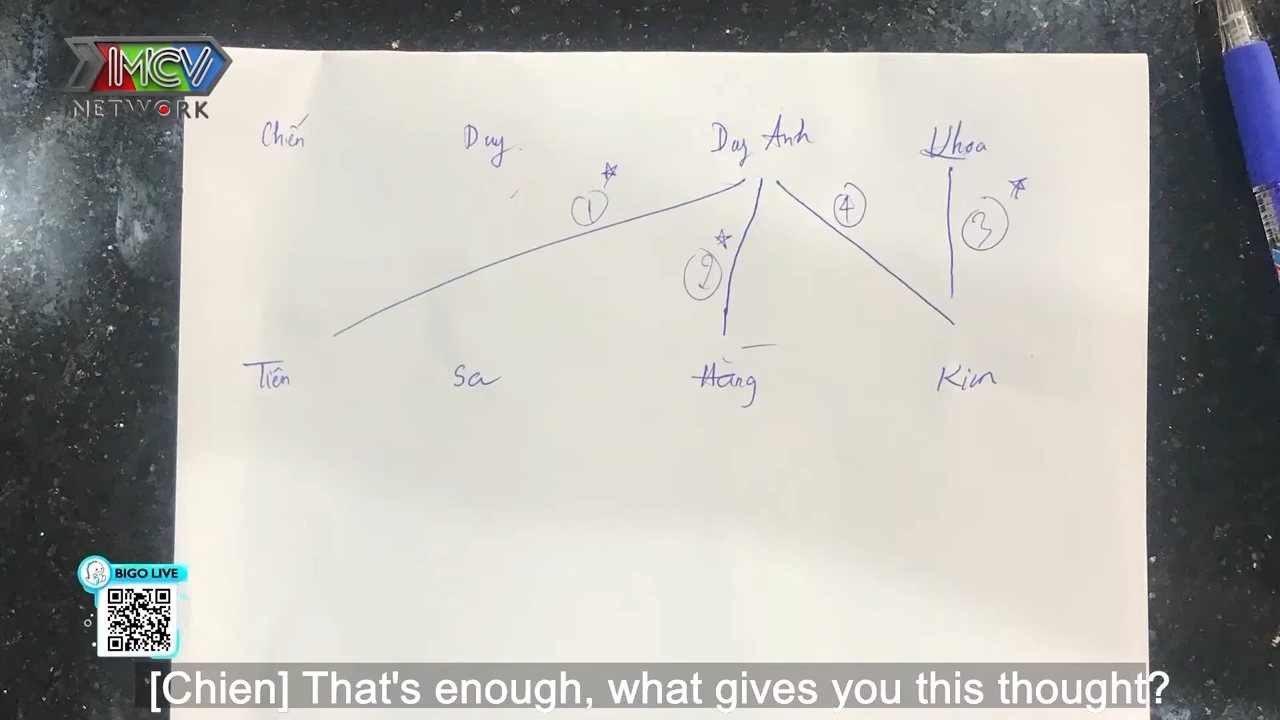 MCV
NETWORK
Chiến Duy. Duy Anh Khoa
1 2 4 3
Tiên Sa Hằng Kim
BIGO LIVE
[Chien] That's enough, what gives you this thought?